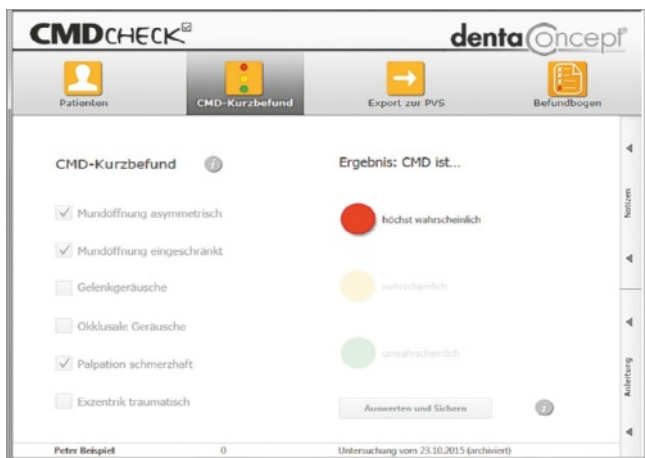 CMDCHECK
dentaConcept®
Patienten
CMD-Kurzbefund
Export zur PVS
Befundbogen
CMD-Kurzbefund
Mundöffnung asymmetrisch
Mundöffnung eingeschränkt
Gelenkgeräusche
Okklusale Geräusche
Palpation schmerzhaft
Exzentrik traumatisch
Ergebnis: CMD ist...
höchst wahrscheinlich
wahrscheinlich
unwahrscheinlich
Auswerten und Sichern
Notizen
Anleitung
Peter Beispiel 0 Untersuchung vom 23.10.2015 (archiviert)